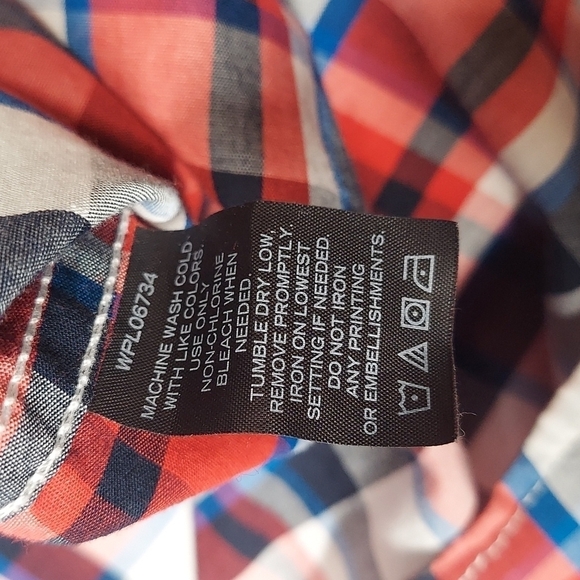 WPL06734
MACHINE WASH COLD
WITH LIKE COLORS.
USE ONLY
NON-CHLORINE
BLEACH WHEN
NEEDED.
TUMBLE DRY LOW,
REMOVE PROMPTLY
IRON ON LOWEST
SETTING IF NEEDED
DO NOT IRON
ANY PRINTING
OR EMBELLISHMENTS.